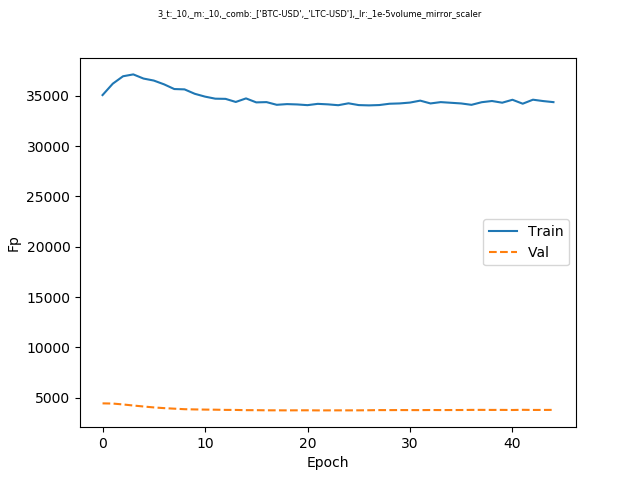 3_t:_10,_m:_10,_comb:_['BTC-USD',_'LTC-USD'],_lr:_1e-5volume_mirror_scaler
35000
30000
25000
20000
15000
10000
5000
Fp
Train
Val
0 10 20 30 40
Epoch